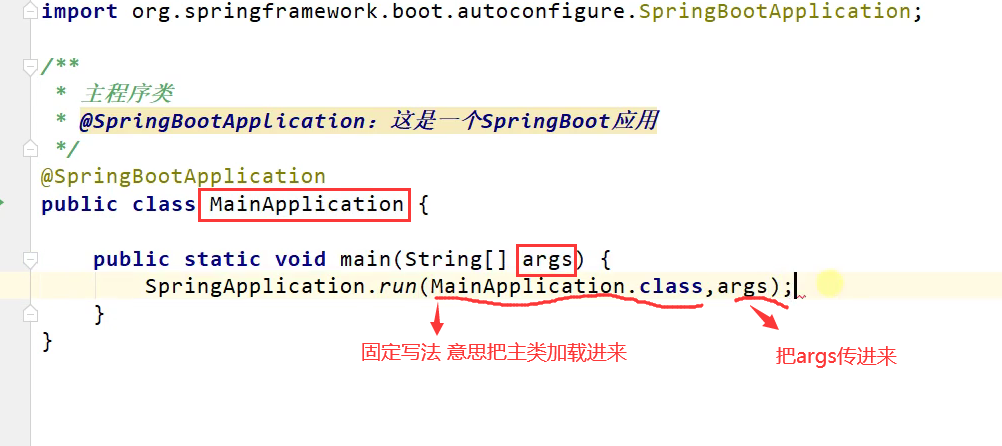 import org.springframework.boot.autoconfigure.SpringBootApplication;
/**
* 主程序类
* @SpringBootApplication：这是一个SpringBoot应用
*/
@SpringBootApplication
public class MainApplication {
public static void main(String[] args) {
SpringApplication.run(MainApplication.class,args);
}
}
固定写法 意思把主类加载进来
把args传进来